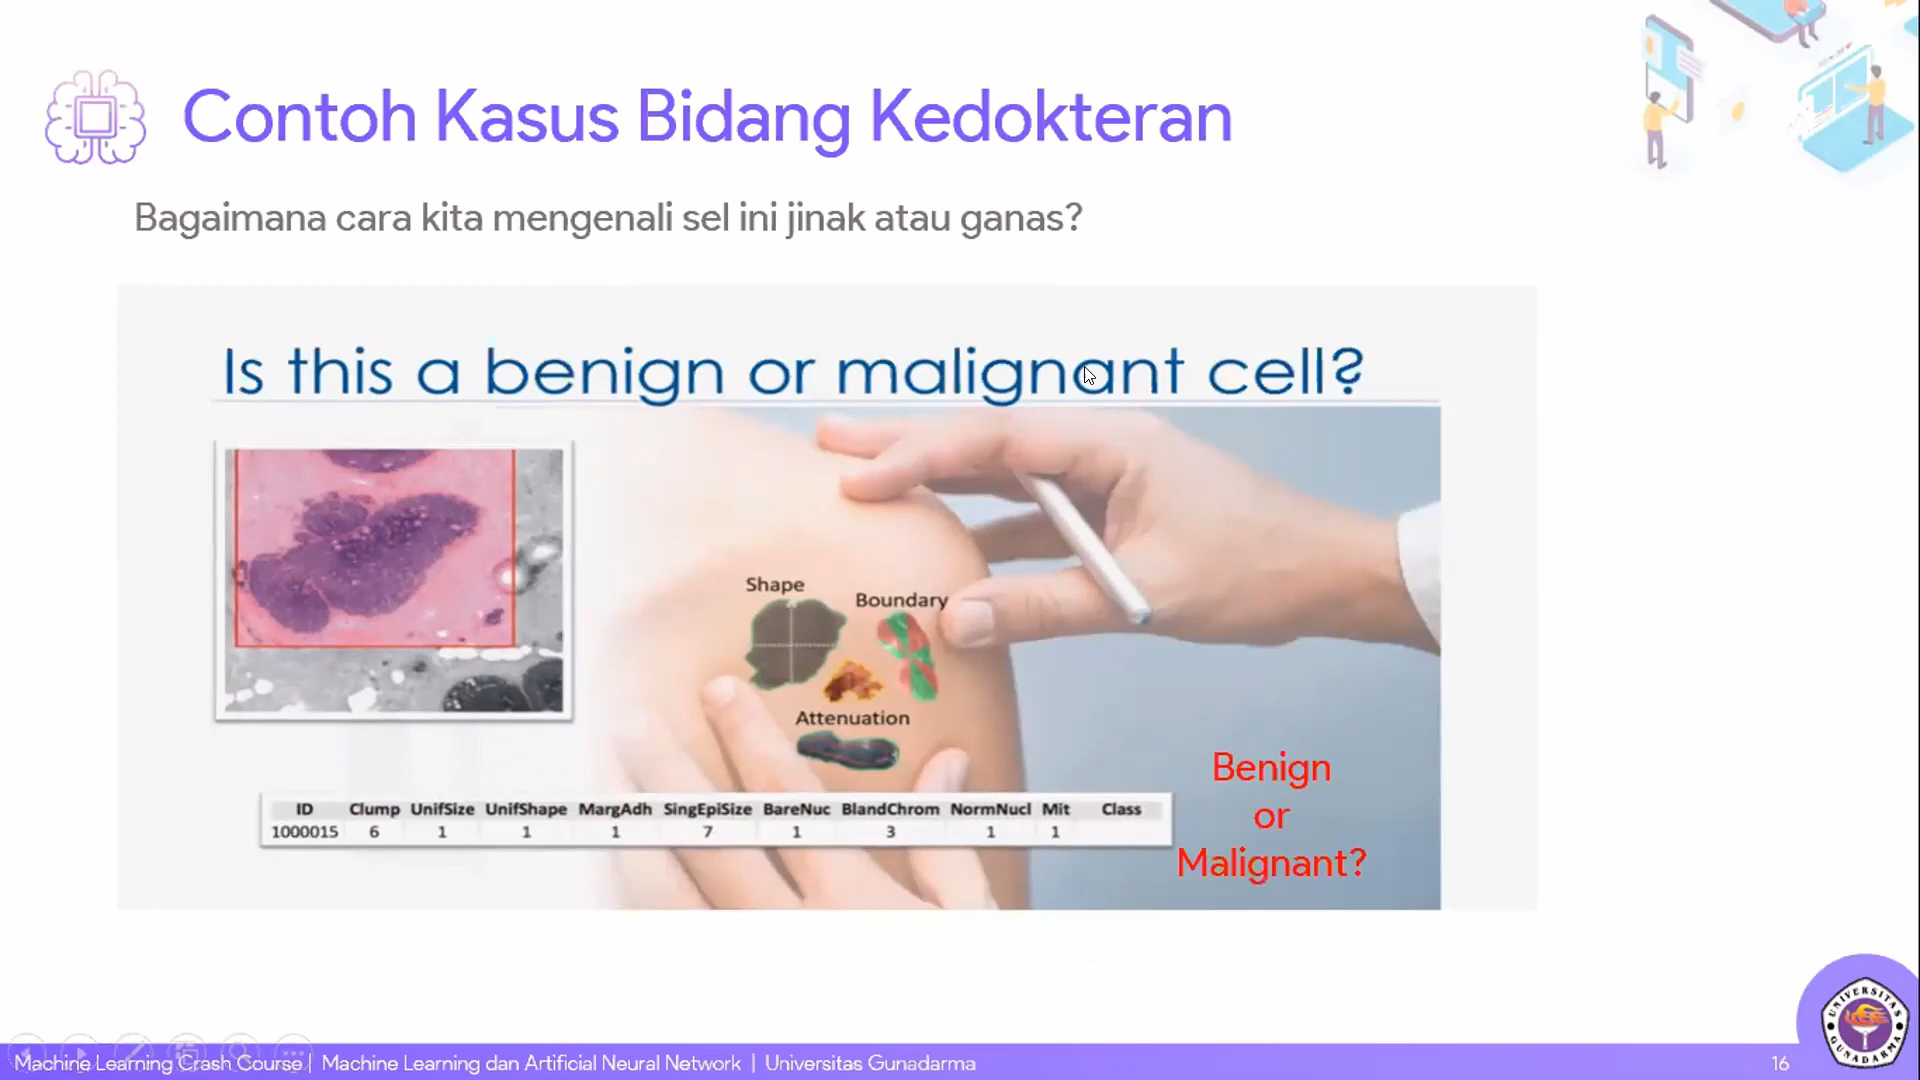 Contoh Kasus Bidang Kedokteran
Bagaimana cara kita mengenali sel ini jinak atau ganas?
Is this a benign or malignant cell?
Shape
Boundary
Attenuation
ID Clump UnifSize UnifShape MargAdh SingEpiSize BareNuc BlandChrom NormNucl Mit Class
1000015 6 1 1 1 7 1 3 1 1
Benign
or
Malignant?
Machine Learning Crash Course | Machine Learning dan Artificial Neural Network | Universitas Gunadarma
16
UNIVERSITAS
GUNADARMA